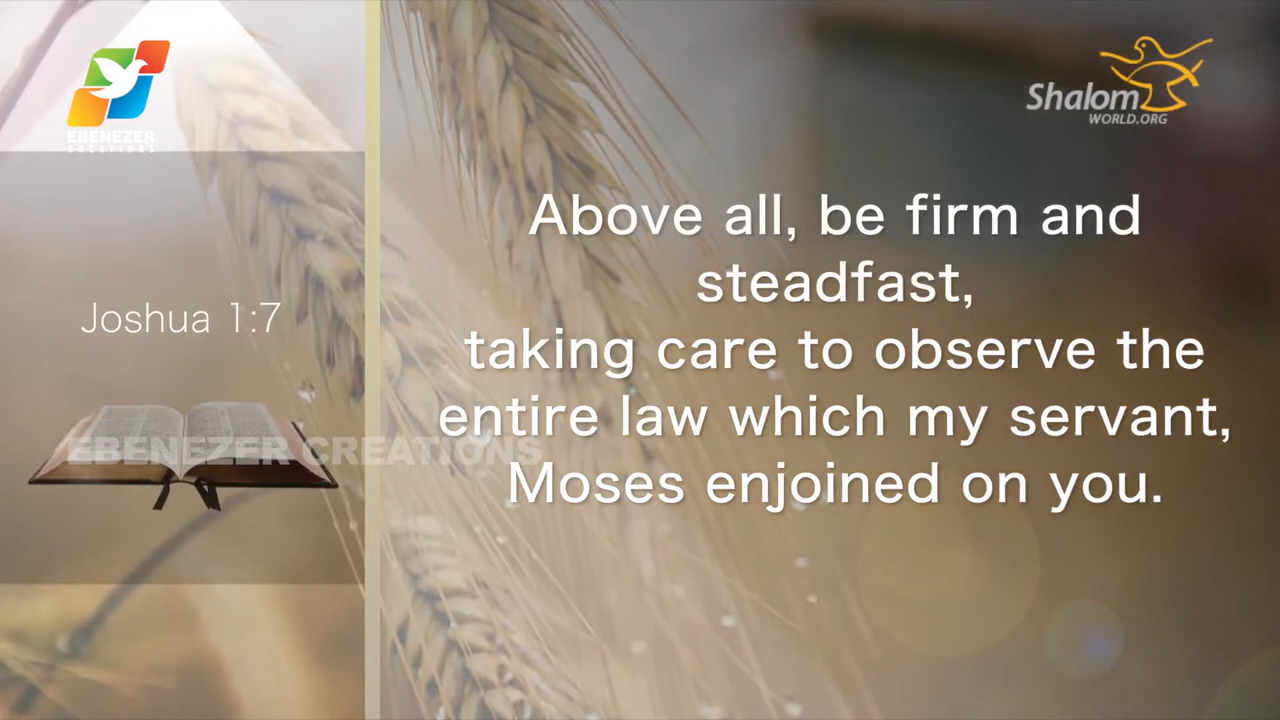 EBENEZER
CREATIONS
Shalom
WORLD.ORG
Joshua 1:7
Above all, be firm and
steadfast,
taking care to observe the
entire law which my servant,
Moses enjoined on you.
EBENEZER CREATIONS